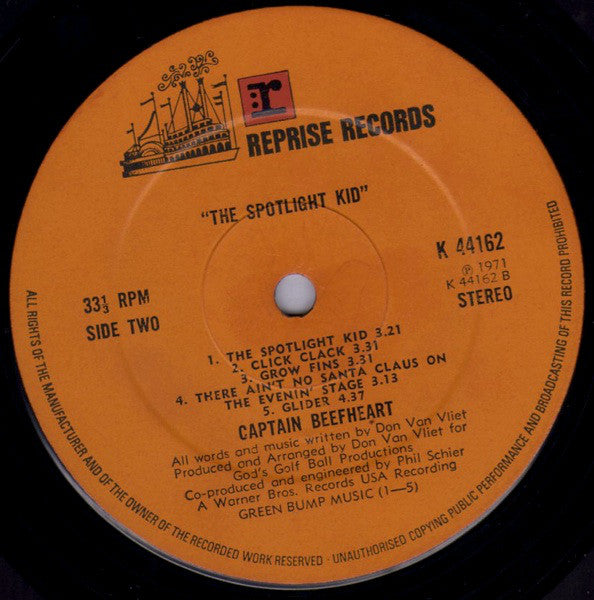 r:
REPRISE RECORDS
"THE SPOTLIGHT KID"
33⅓ RPM
SIDE TWO
K 44162
℗ 1971
K 44162 B
STEREO
1. THE SPOTLIGHT KID 3.21
2. CLICK CLACK 3.31
3. GROW FINS 3.31
4. THERE AIN'T NO SANTA CLAUS ON
THE EVENIN' STAGE 3.13
5. GLIDER 4.37
CAPTAIN BEEFHEART
All words and music written by Don Van Vliet
Produced and Arranged by Don Van Vliet for
God's Golf Ball Productions
Co-produced and engineered by Phil Schier
A Warner Bros. Records USA Recording
GREEN BUMP MUSIC (1—5)
ALL RIGHTS OF THE MANUFACTURER AND OF THE OWNER OF THE RECORDED WORK RESERVED · UNAUTHORISED COPYING PUBLIC PERFORMANCE AND BROADCASTING OF THIS RECORD PROHIBITED